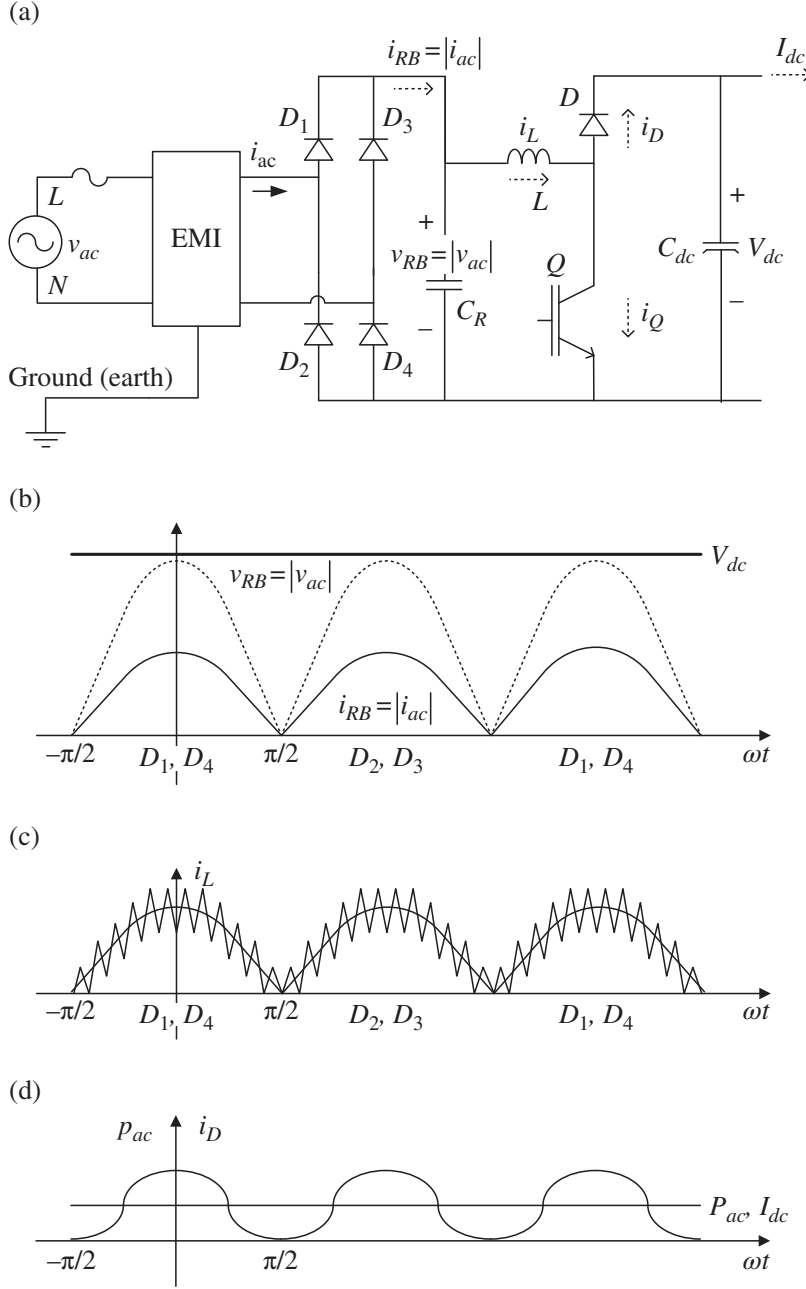 (a)
i_RB = |i_ac|
I_dc
D_1
D_3
D
i_D
i_L
i_ac
L
L
EMI
v_ac
+
+
v_RB = |v_ac|
Q
C_dc
V_dc
N
C_R
–
–
i_Q
D_2
D_4
Ground (earth)
(b)
V_dc
v_RB = |v_ac|
i_RB = |i_ac|
–π/2 D_1, D_4 π/2 D_2, D_3 D_1, D_4 ωt
(c)
i_L
–π/2 D_1, D_4 π/2 D_2, D_3 D_1, D_4 ωt
(d)
p_ac i_D
P_ac, I_dc
–π/2 π/2 ωt